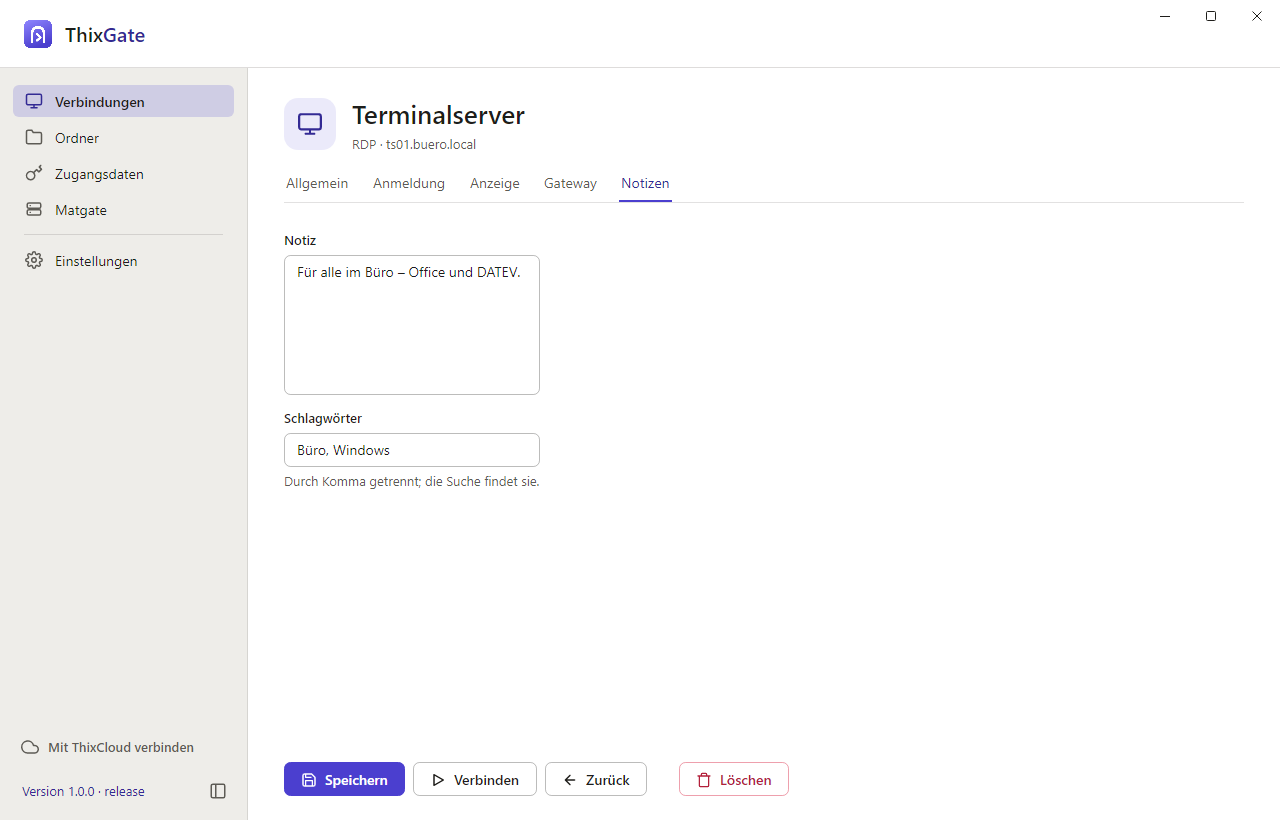 ThixGate
Verbindungen
Ordner
Zugangsdaten
Matgate
Einstellungen
Mit ThixCloud verbinden
Version 1.0.0 · release
Terminalserver
RDP · ts01.buero.local
Allgemein Anmeldung Anzeige Gateway Notizen
Notiz
Für alle im Büro – Office und DATEV.
Schlagwörter
Büro, Windows
Durch Komma getrennt; die Suche findet sie.
Speichern Verbinden Zurück Löschen